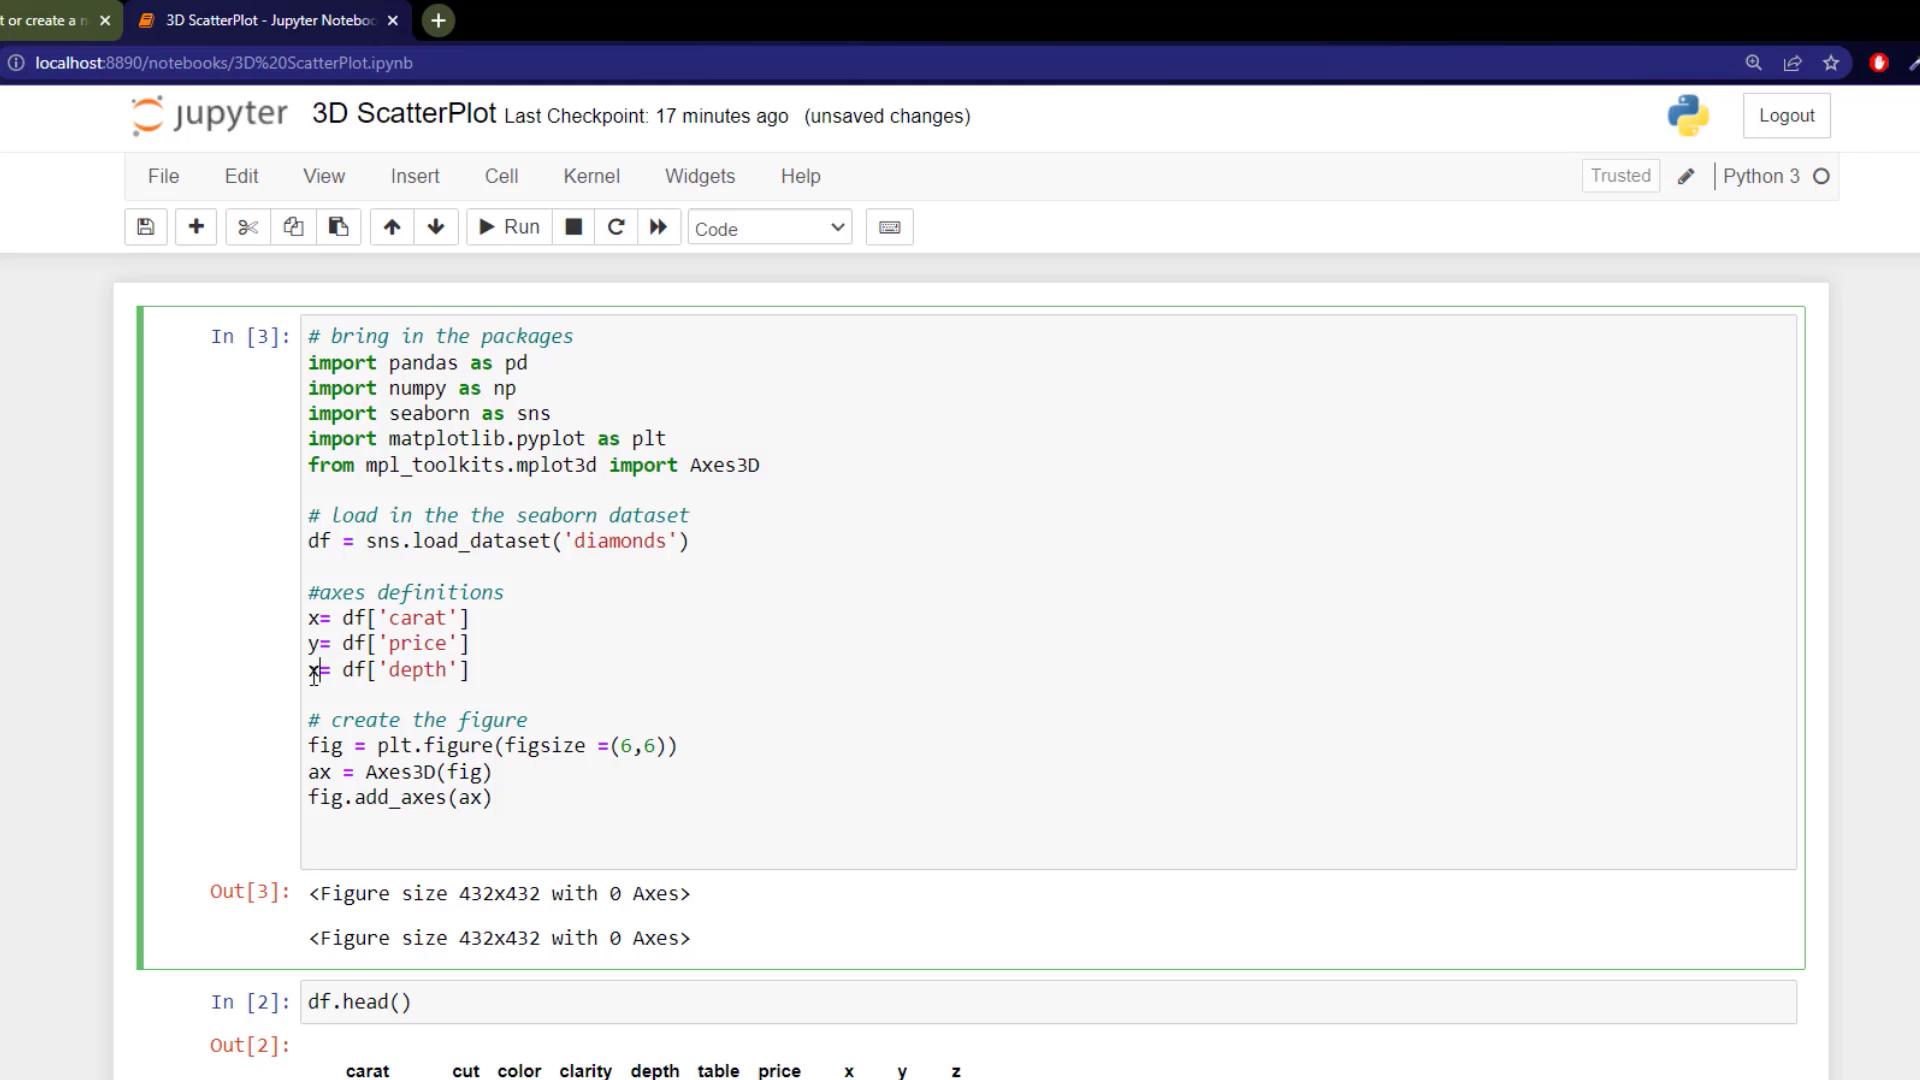 t or create a n
3D ScatterPlot - Jupyter Noteboo
localhost:8890/notebooks/3D%20ScatterPlot.ipynb
jupyter 3D ScatterPlot Last Checkpoint: 17 minutes ago (unsaved changes)
Logout
File Edit View Insert Cell Kernel Widgets Help
Trusted Python 3
Run Code
In [3]: # bring in the packages
import pandas as pd
import numpy as np
import seaborn as sns
import matplotlib.pyplot as plt
from mpl_toolkits.mplot3d import Axes3D
# load in the the seaborn dataset
df = sns.load_dataset('diamonds')
#axes definitions
x= df['carat']
y= df['price']
x= df['depth']
# create the figure
fig = plt.figure(figsize =(6,6))
ax = Axes3D(fig)
fig.add_axes(ax)
Out[3]: <Figure size 432x432 with 0 Axes>
<Figure size 432x432 with 0 Axes>
In [2]: df.head()
Out[2]:
carat cut color clarity depth table price x y z